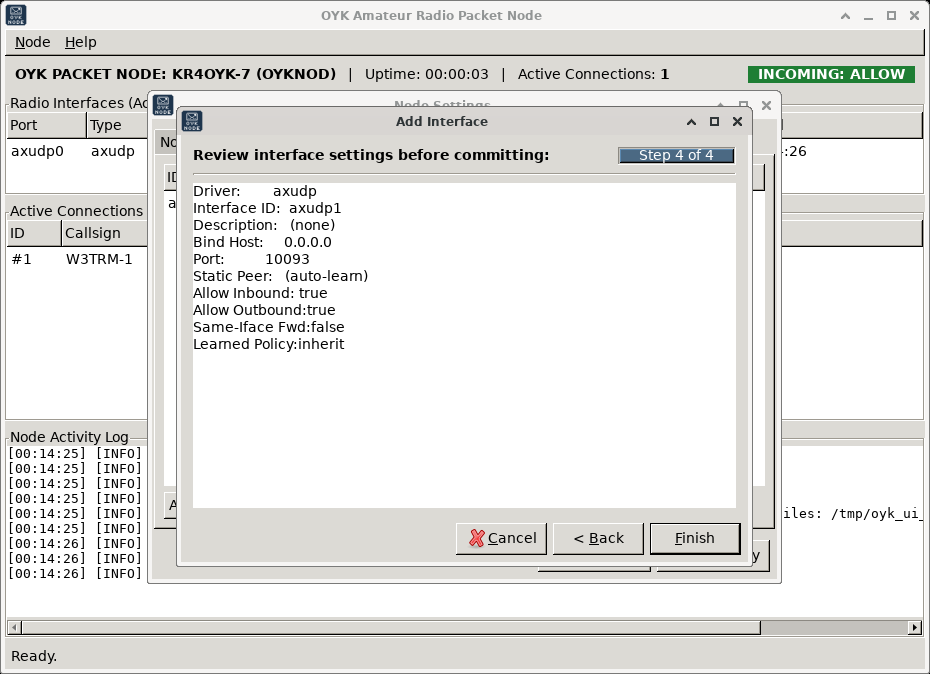 OYK Amateur Radio Packet Node
Node Help
OYK PACKET NODE: KR4OYK-7 (OYKNOD) | Uptime: 00:00:03 | Active Connections: 1 INCOMING: ALLOW
Radio Interfaces (Ac
Port Type
axudp0 axudp :26
Node Settings
Add Interface
Review interface settings before committing: Step 4 of 4
Driver: axudp
Interface ID: axudp1
Description: (none)
Bind Host: 0.0.0.0
Port: 10093
Static Peer: (auto-learn)
Allow Inbound: true
Allow Outbound:true
Same-Iface Fwd:false
Learned Policy:inherit
Cancel < Back Finish
Active Connections
ID Callsign
#1 W3TRM-1
Node Activity Log
[00:14:25] [INFO]
[00:14:25] [INFO]
[00:14:25] [INFO]
[00:14:25] [INFO]
[00:14:25] [INFO] iles: /tmp/oyk_ui_
[00:14:25] [INFO]
[00:14:26] [INFO]
[00:14:26] [INFO]
[00:14:26] [INFO]
Ready.